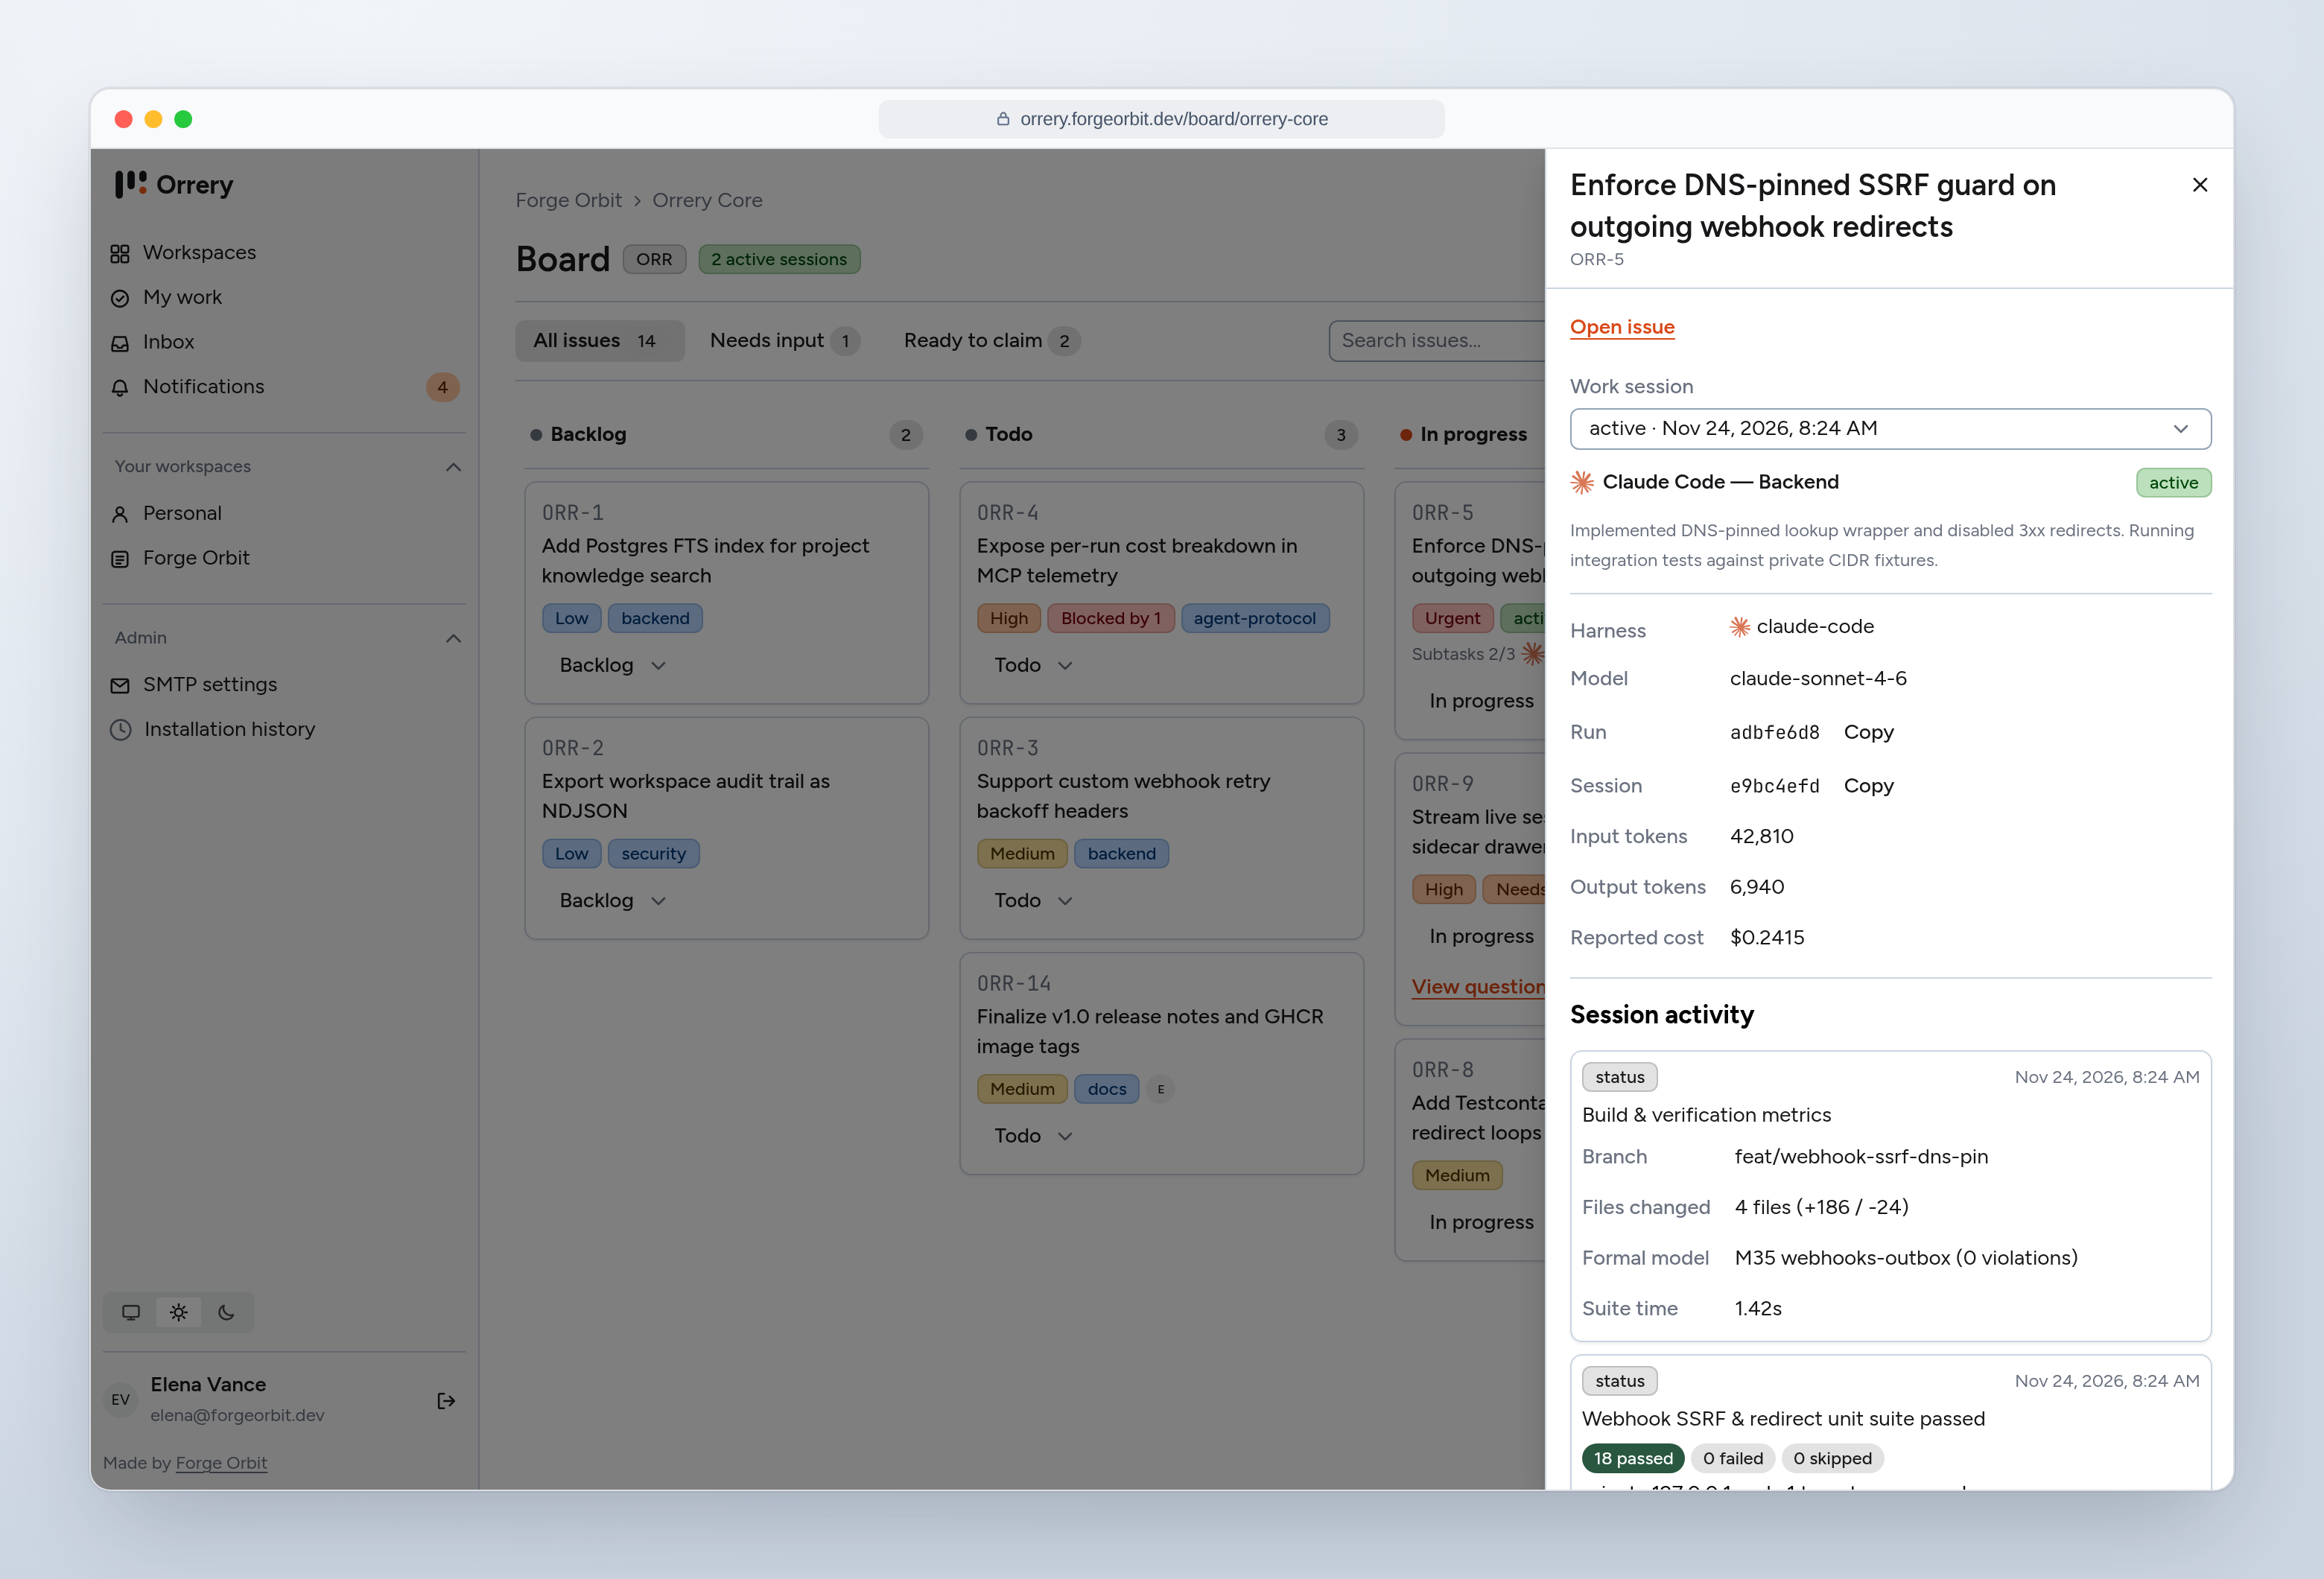 orrery.forgeorbit.dev/board/orrery-core
Orrery
Workspaces
My work
Inbox
Notifications
4
Your workspaces
Personal
Forge Orbit
Admin
SMTP settings
Installation history
EV
Elena Vance
elena@forgeorbit.dev
Made by Forge Orbit
Forge Orbit > Orrery Core
Board ORR 2 active sessions
All issues 14 Needs input 1 Ready to claim 2
Search issues...
Backlog 2
ORR-1
Add Postgres FTS index for project
knowledge search
Low backend
Backlog
ORR-2
Export workspace audit trail as
NDJSON
Low security
Backlog
Todo 3
ORR-4
Expose per-run cost breakdown in
MCP telemetry
High Blocked by 1 agent-protocol
Todo
ORR-3
Support custom webhook retry
backoff headers
Medium backend
Todo
ORR-14
Finalize v1.0 release notes and GHCR
image tags
Medium docs E
Todo
In progress
ORR-5
Enforce DNS-
outgoing
Urgent
Subtasks 2/3
In progress
ORR-9
Stream live
sidecar
High Needs
In progress
View question
ORR-8
Add
redirect loops
Medium
In progress
Enforce DNS-pinned SSRF guard on
outgoing webhook redirects
ORR-5
Open issue
Work session
active · Nov 24, 2026, 8:24 AM
Claude Code — Backend active
Implemented DNS-pinned lookup wrapper and disabled 3xx redirects. Running
integration tests against private CIDR fixtures.
Harness claude-code
Model claude-sonnet-4-6
Run adbfe6d8 Copy
Session e9bc4efd Copy
Input tokens 42,810
Output tokens 6,940
Reported cost $0.2415
Session activity
status Nov 24, 2026, 8:24 AM
Build & verification metrics
Branch feat/webhook-ssrf-dns-pin
Files changed 4 files (+186 / -24)
Formal model M35 webhooks-outbox (0 violations)
Suite time 1.42s
status Nov 24, 2026, 8:24 AM
Webhook SSRF & redirect unit suite passed
18 passed 0 failed 0 skipped